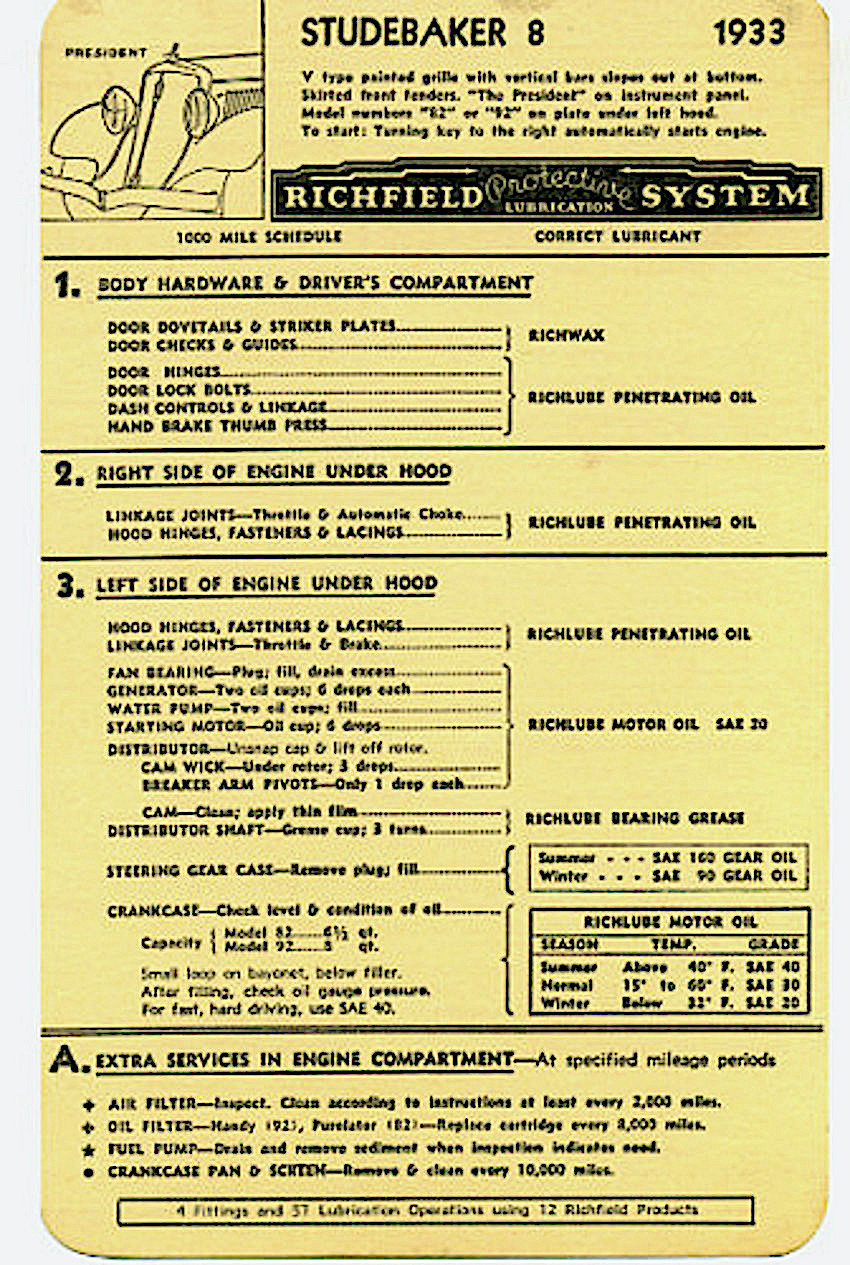 PRESIDENT
STUDEBAKER 8 1933
V type painted grille with vertical bars slopes out at bottom.
Skirted front fenders. "The President" on instrument panel.
Model numbers "82" or "92" on plate under left hood.
To start: Turning key to the right automatically starts engine.
RICHFIELD Protective LUBRICATION SYSTEM
1000 MILE SCHEDULE CORRECT LUBRICANT
1. BODY HARDWARE & DRIVER'S COMPARTMENT
DOOR DOVETAILS & STRIKER PLATES
DOOR CHECKS & GUIDES
RICHWAX
DOOR HINGES
DOOR LOCK BOLTS
DASH CONTROLS & LINKAGE
HAND BRAKE THUMB PRESS
RICHLUBE PENETRATING OIL
2. RIGHT SIDE OF ENGINE UNDER HOOD
LINKAGE JOINTS—Throttle & Automatic Choke
HOOD HINGES, FASTENERS & LACINGS
RICHLUBE PENETRATING OIL
3. LEFT SIDE OF ENGINE UNDER HOOD
HOOD HINGES, FASTENERS & LACINGS
LINKAGE JOINTS—Throttle & Brake
RICHLUBE PENETRATING OIL
FAN BEARING—Plug; fill, drain excess
GENERATOR—Two oil cups; 6 drops each
WATER PUMP—Two oil cups; fill
STARTING MOTOR—Oil cup; 6 drops
DISTRIBUTOR—Unsnap cap & lift off rotor.
CAM WICK—Under rotor; 3 drops
BREAKER ARM PIVOTS—Only 1 drop each
RICHLUBE MOTOR OIL SAE 20
CAM—Clean; apply thin film
DISTRIBUTOR SHAFT—Grease cup; 3 turns
RICHLUBE BEARING GREASE
STEERING GEAR CASE—Remove plug; fill
Summer - - - SAE 160 GEAR OIL
Winter - - - SAE 90 GEAR OIL
CRANKCASE—Check level & condition of oil
Capacity { Model 82......6½ qt.
Model 92......8 qt.
Small loop on bayonet, below filler.
After filling, check oil gauge pressure.
For fast, hard driving, use SAE 40.
RICHLUBE MOTOR OIL
SEASON TEMP. GRADE
Summer Above 40° F. SAE 40
Normal 15° to 60° F. SAE 30
Winter Below 32° F. SAE 20
A. EXTRA SERVICES IN ENGINE COMPARTMENT—At specified mileage periods
✦ AIR FILTER—Inspect. Clean according to instructions at least every 2,000 miles.
✦ OIL FILTER—Handy (92), Purolator (82)—Replace cartridge every 8,000 miles.
★ FUEL PUMP—Drain and remove sediment when inspection indicates need.
● CRANKCASE PAN & SCREEN—Remove & clean every 10,000 miles.
4 Fittings and 57 Lubrication Operations using 12 Richfield Products